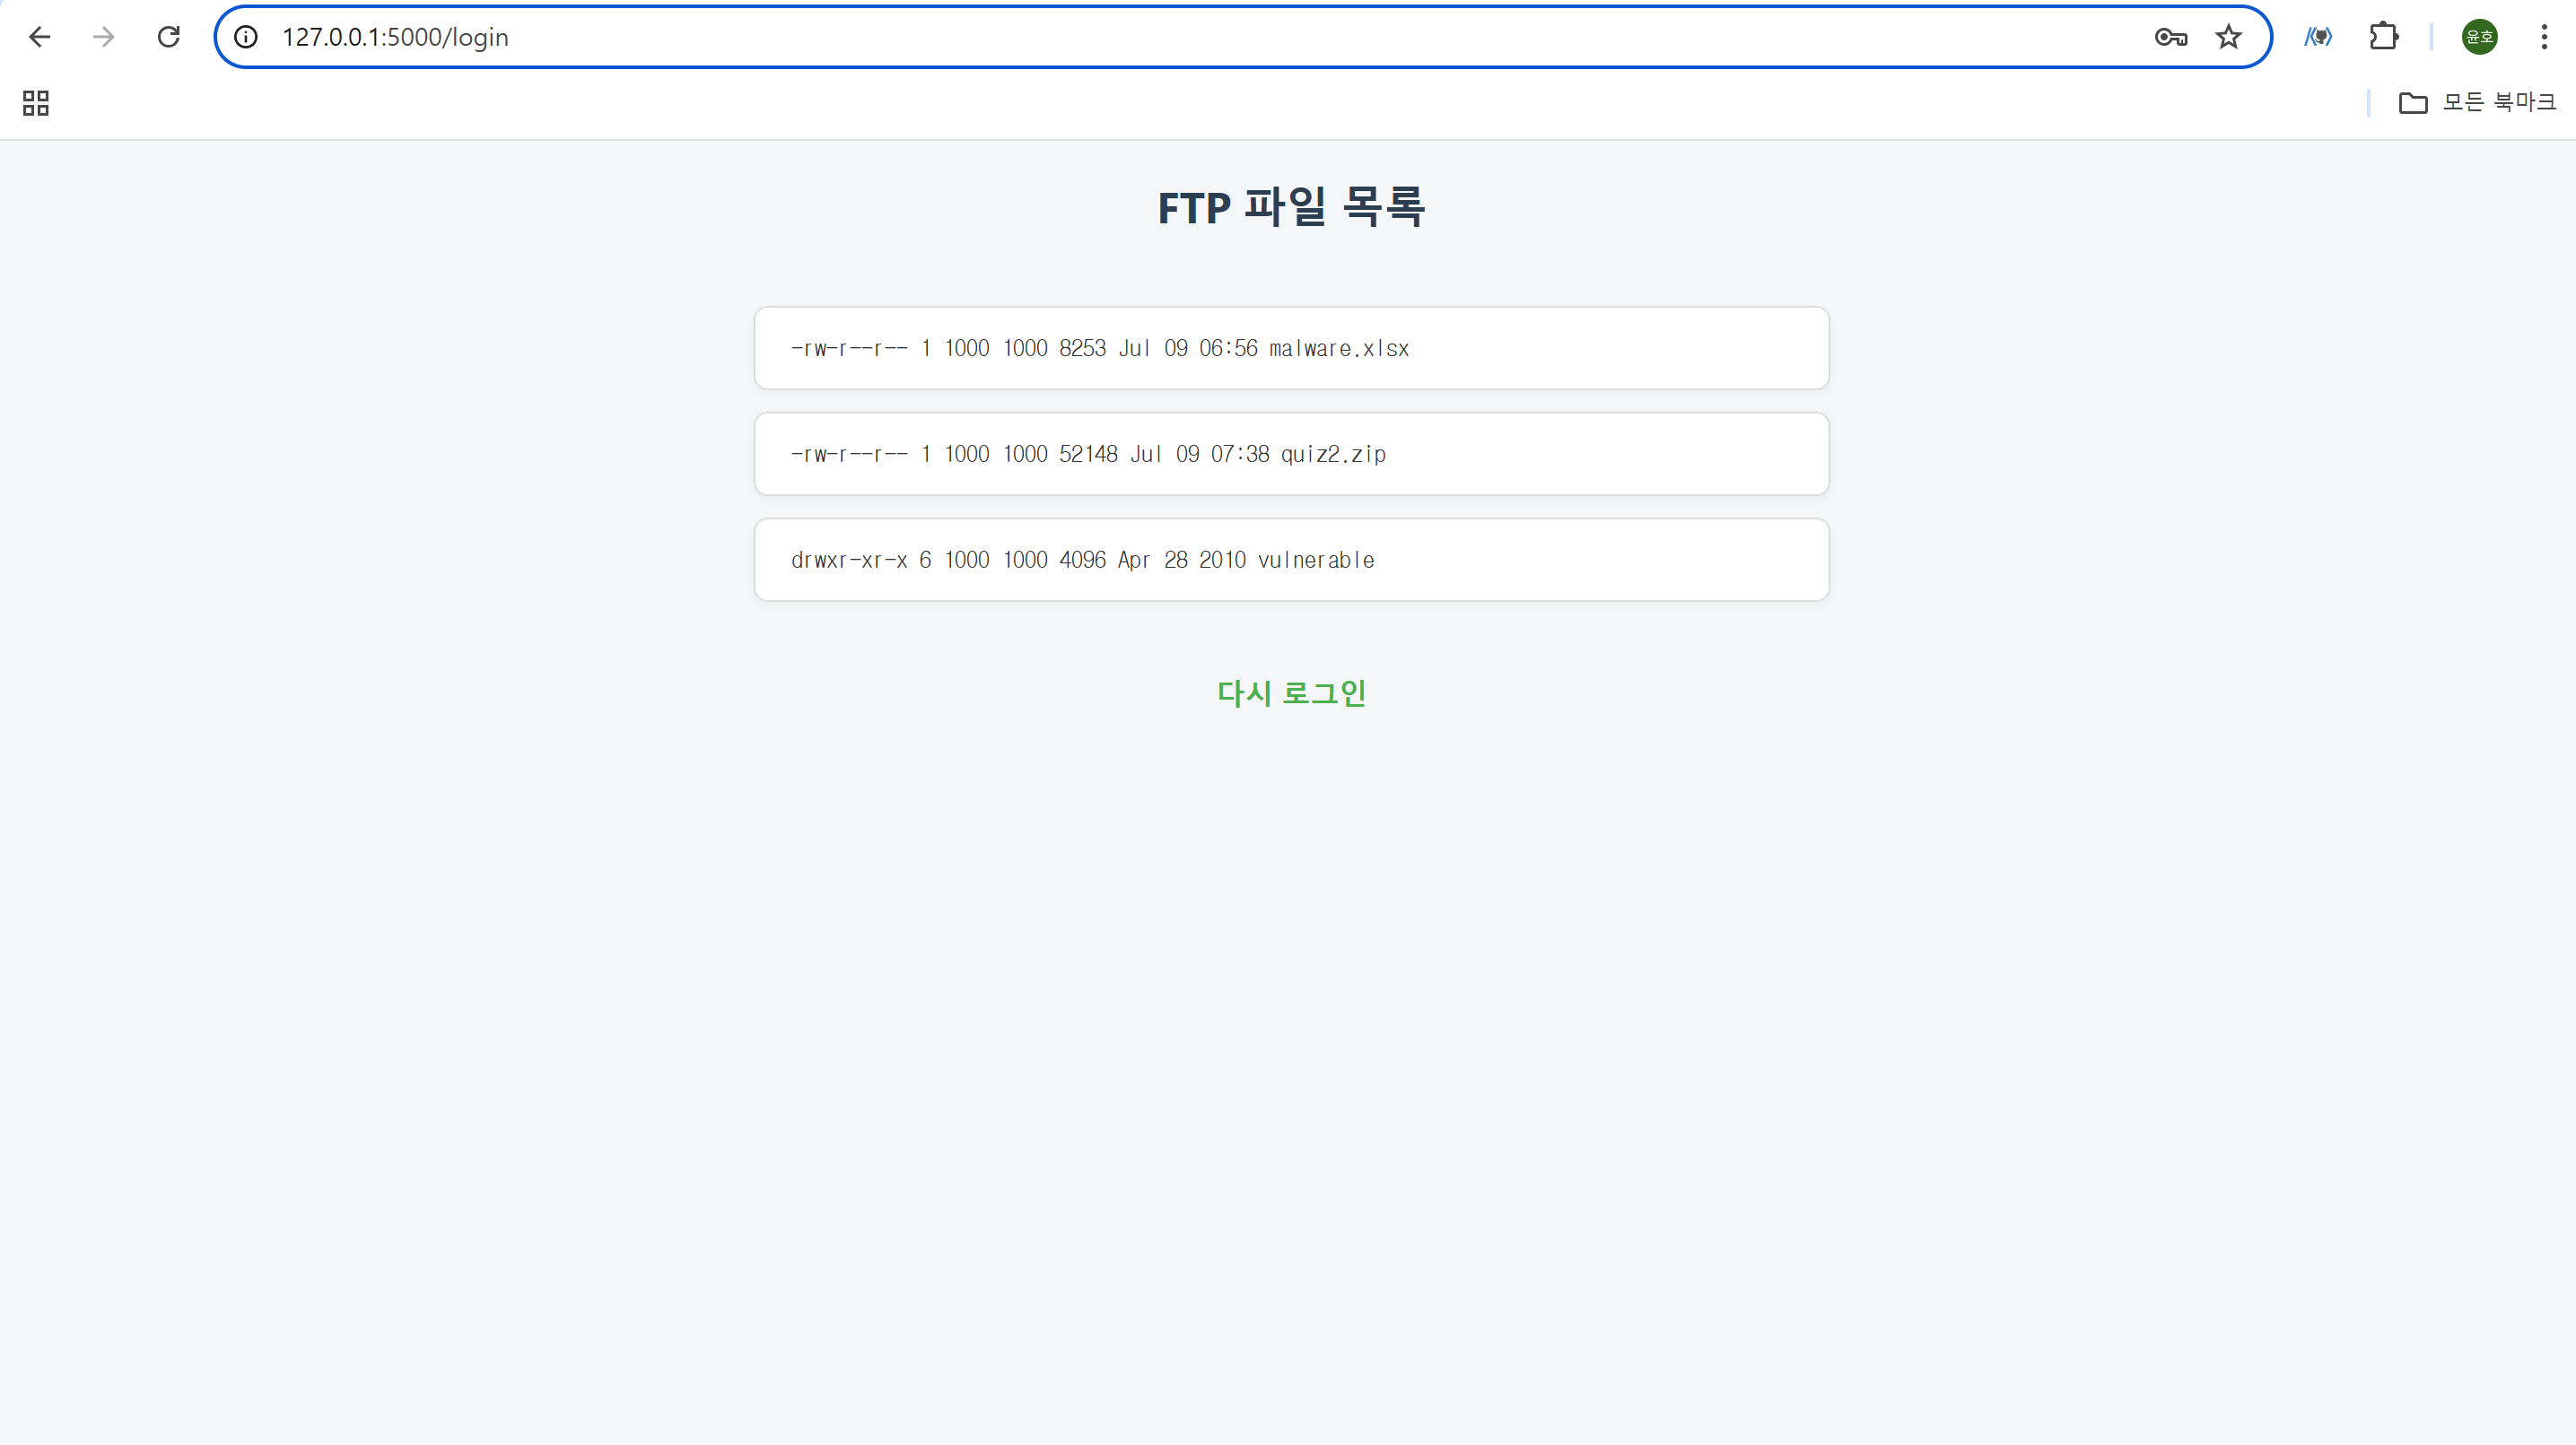 127.0.0.1:5000/login
윤호
모든 북마크
FTP 파일 목록
-rw-r--r-- 1 1000 1000 8253 Jul 09 06:56 malware.xlsx
-rw-r--r-- 1 1000 1000 52148 Jul 09 07:38 quiz2.zip
drwxr-xr-x 6 1000 1000 4096 Apr 28 2010 vulnerable
다시 로그인